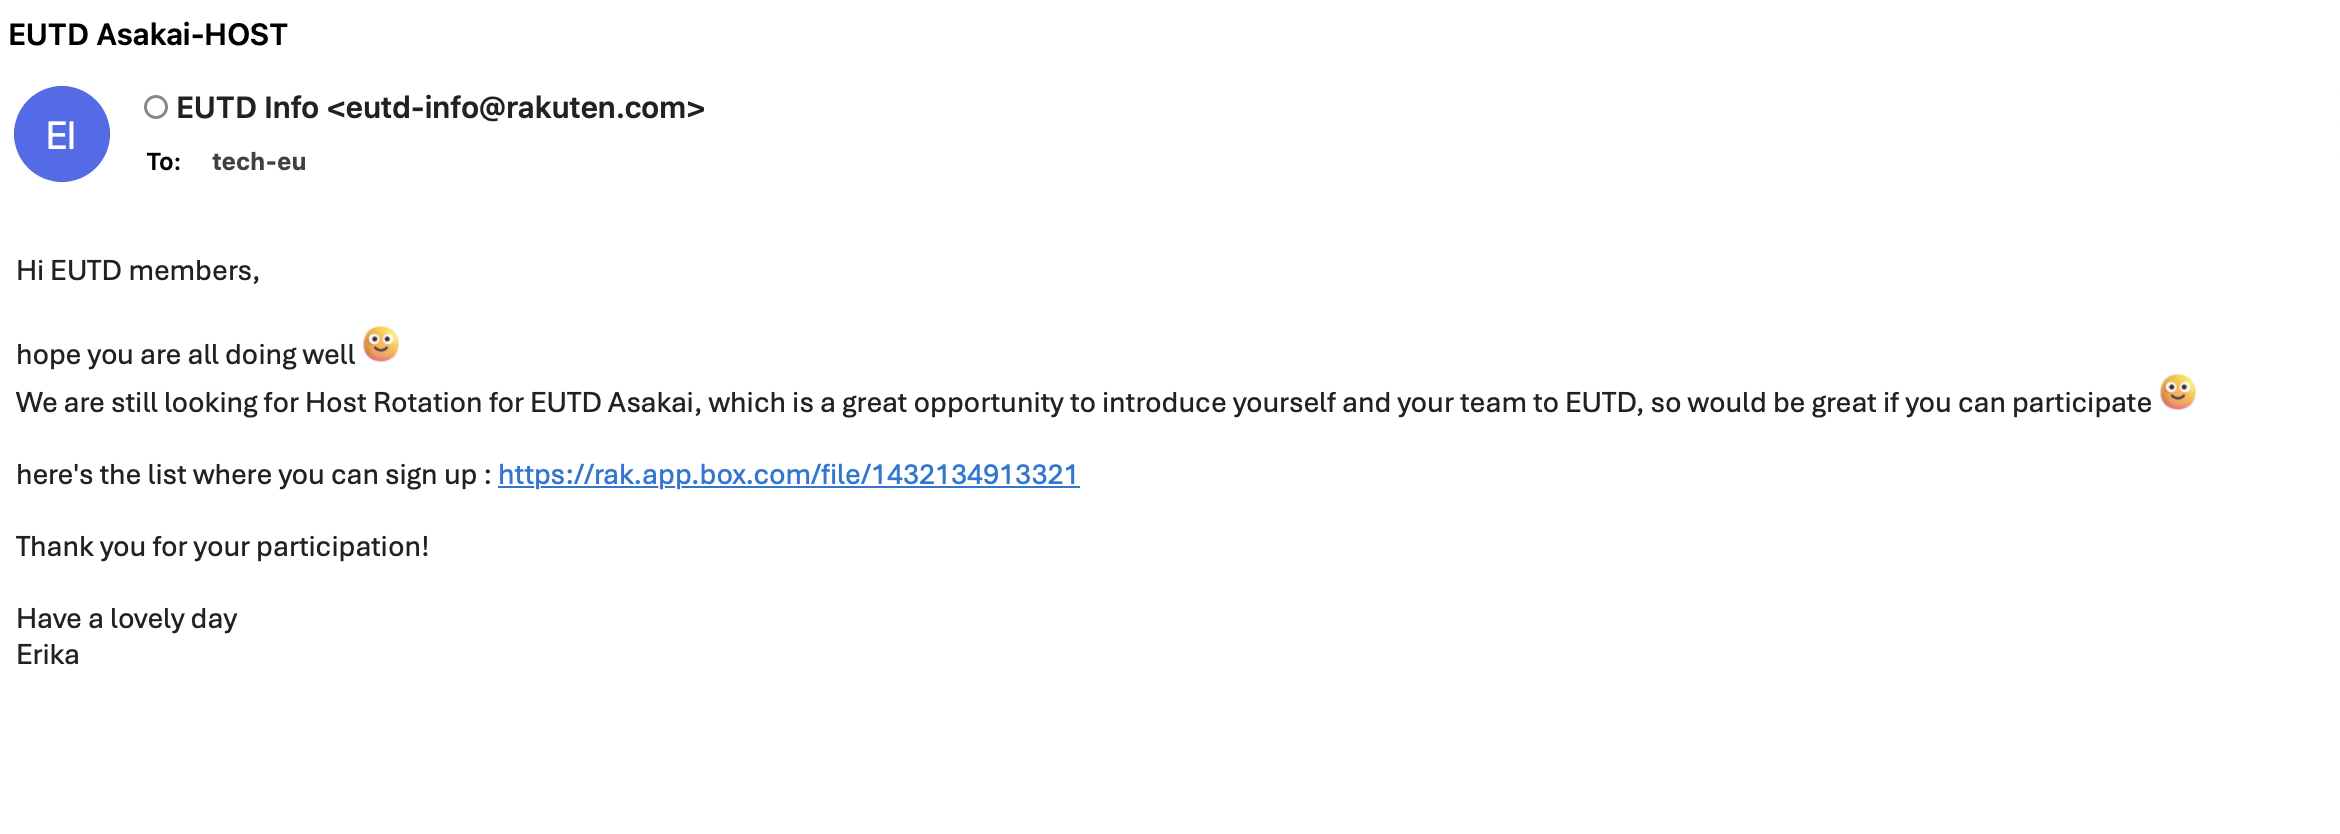 EUTD Asakai-HOST
EI
EUTD Info <eutd-info@rakuten.com>
To: tech-eu
Hi EUTD members,
hope you are all doing well
We are still looking for Host Rotation for EUTD Asakai, which is a great opportunity to introduce yourself and your team to EUTD, so would be great if you can participate
here's the list where you can sign up : https://rak.app.box.com/file/1432134913321
Thank you for your participation!
Have a lovely day
Erika